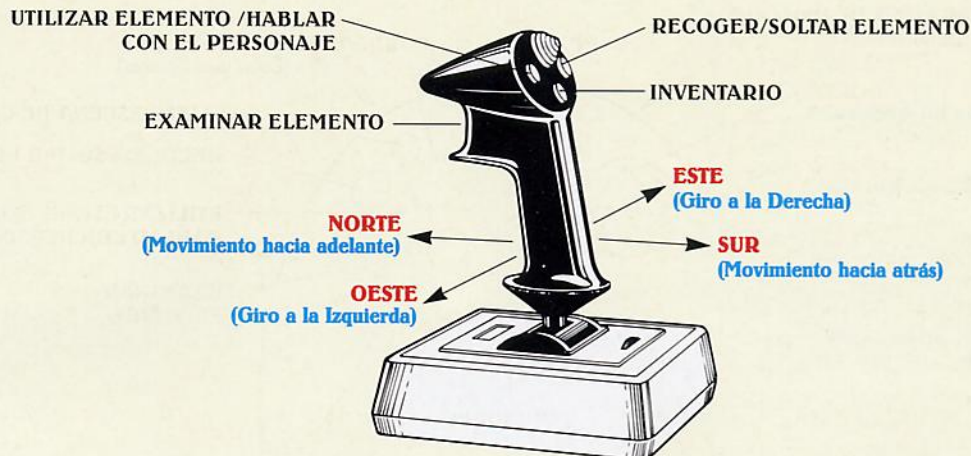 UTILIZAR ELEMENTO /HABLAR
CON EL PERSONAJE
RECOGER/SOLTAR ELEMENTO
INVENTARIO
EXAMINAR ELEMENTO
ESTE
(Giro a la Derecha)
NORTE
(Movimiento hacia adelante)
SUR
(Movimiento hacia atrás)
OESTE
(Giro a la Izquierda)